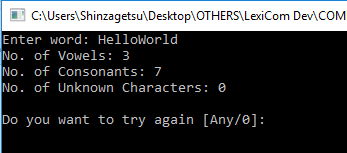 C:\Users\Shinzagetsu\Desktop\OTHERS\LexiCom Dev\COM
Enter word: HelloWorld
No. of Vowels: 3
No. of Consonants: 7
No. of Unknown Characters: 0
Do you want to try again [Any/0]: